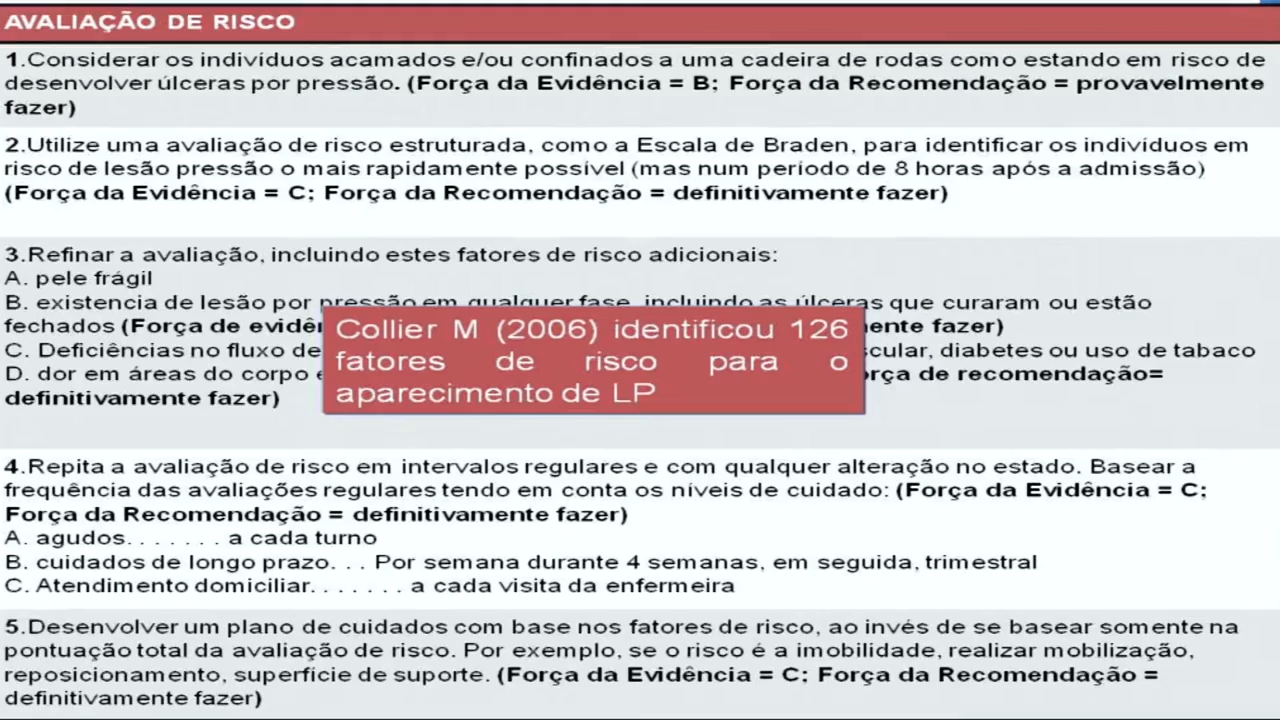 AVALIAÇÃO DE RISCO
1.Considerar os indivíduos acamados e/ou confinados a uma cadeira de rodas como estando em risco de
desenvolver úlceras por pressão. (Força da Evidência = B; Força da Recomendação = provavelmente
fazer)
2.Utilize uma avaliação de risco estruturada, como a Escala de Braden, para identificar os indivíduos em
risco de lesão pressão o mais rapidamente possível (mas num período de 8 horas após a admissão)
(Força da Evidência = C; Força da Recomendação = definitivamente fazer)
3.Refinar a avaliação, incluindo estes fatores de risco adicionais:
A. pele frágil
B. existencia de lesão por pressão em qualquer fase, incluindo as úlceras que curaram ou estão
fechados (Força de fazer)
C. Deficiências no fluxo de diabetes ou uso de tabaco
D. dor em áreas do corpo de recomendação=
definitivamente fazer)
Collier M (2006) identificou 126
fatores de risco para o
aparecimento de LP
4.Repita a avaliação de risco em intervalos regulares e com qualquer alteração no estado. Basear a
frequência das avaliações regulares tendo em conta os níveis de cuidado: (Força da Evidência = C;
Força da Recomendação = definitivamente fazer)
A. agudos. . . . . . . a cada turno
B. cuidados de longo prazo. . . Por semana durante 4 semanas, em seguida, trimestral
C. Atendimento domiciliar. . . . . . . a cada visita da enfermeira
5.Desenvolver um plano de cuidados com base nos fatores de risco, ao invés de se basear somente na
pontuação total da avaliação de risco. Por exemplo, se o risco é a imobilidade, realizar mobilização,
reposicionamento, superfície de suporte. (Força da Evidência = C; Força da Recomendação =
definitivamente fazer)